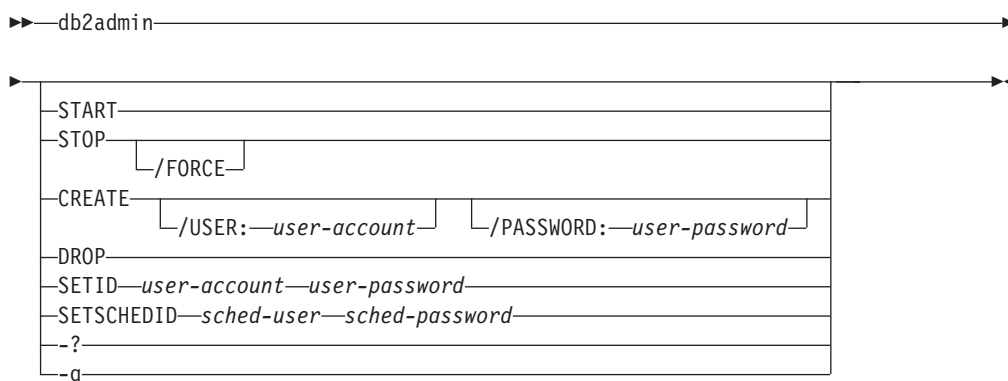 db2admin
START
STOP
/FORCE
CREATE
/USER: user-account /PASSWORD: user-password
DROP
SETID user-account user-password
SETSCHEDID sched-user sched-password
-?
-q